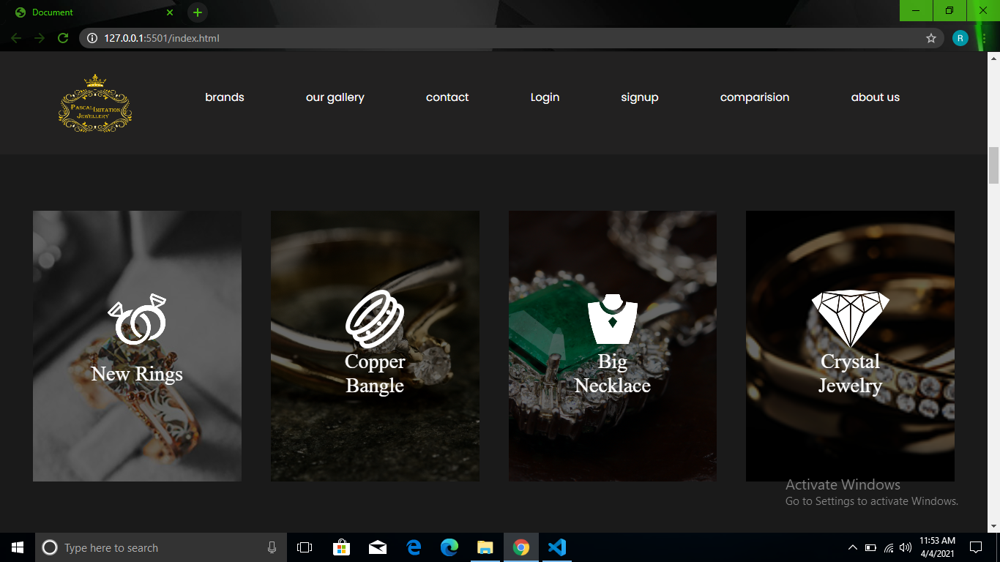 Document
127.0.0.1:5501/index.html
R
PASCAL IMITATION
JEWELLERY
brands
our gallery
contact
Login
signup
comparision
about us
New Rings
Copper
Bangle
Big
Necklace
Crystal
Jewelry
Activate Windows
Go to Settings to activate Windows.
Type here to search
11:53 AM
4/4/2021